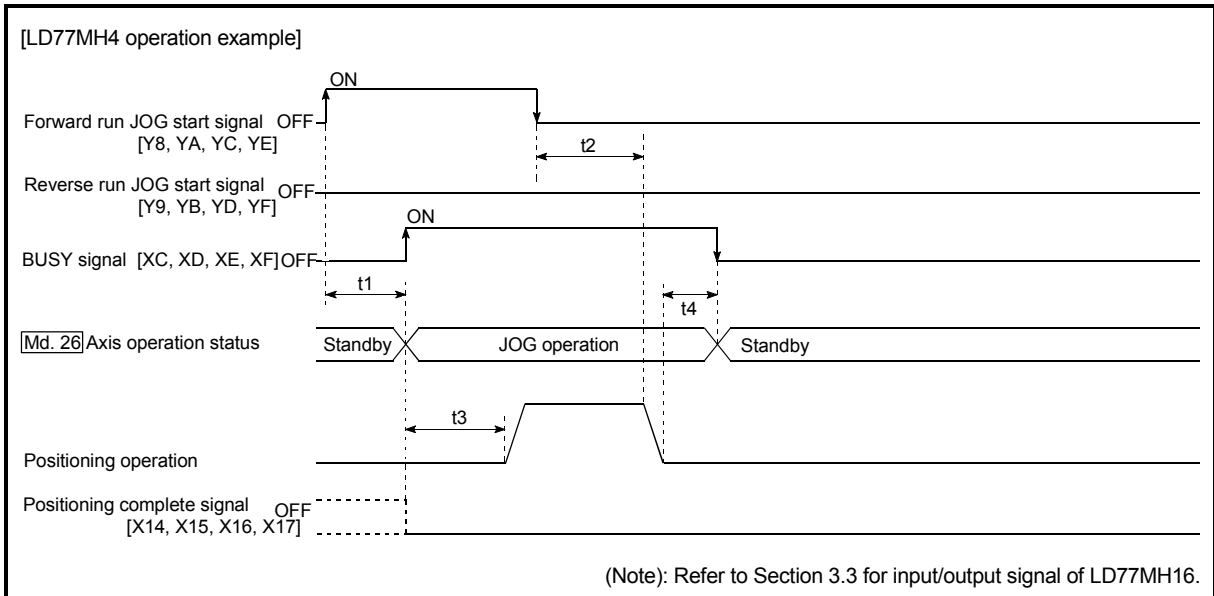 [LD77MH4 operation example]
ON
Forward run JOG start signal OFF
[Y8, YA, YC, YE]
t2
Reverse run JOG start signal OFF
[Y9, YB, YD, YF]
ON
BUSY signal [XC, XD, XE, XF] OFF
t1
t4
Md. 26 Axis operation status Standby JOG operation Standby
t3
Positioning operation
Positioning complete signal OFF
[X14, X15, X16, X17]
(Note): Refer to Section 3.3 for input/output signal of LD77MH16.